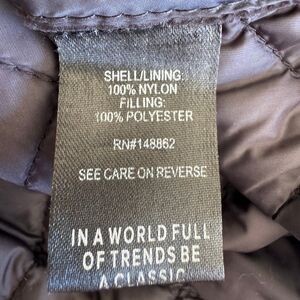 SHELL/LINING:
100% NYLON
FILLING:
100% POLYESTER
RN#148862
SEE CARE ON REVERSE
IN A WORLD FULL
OF TRENDS BE
A CLASSIC